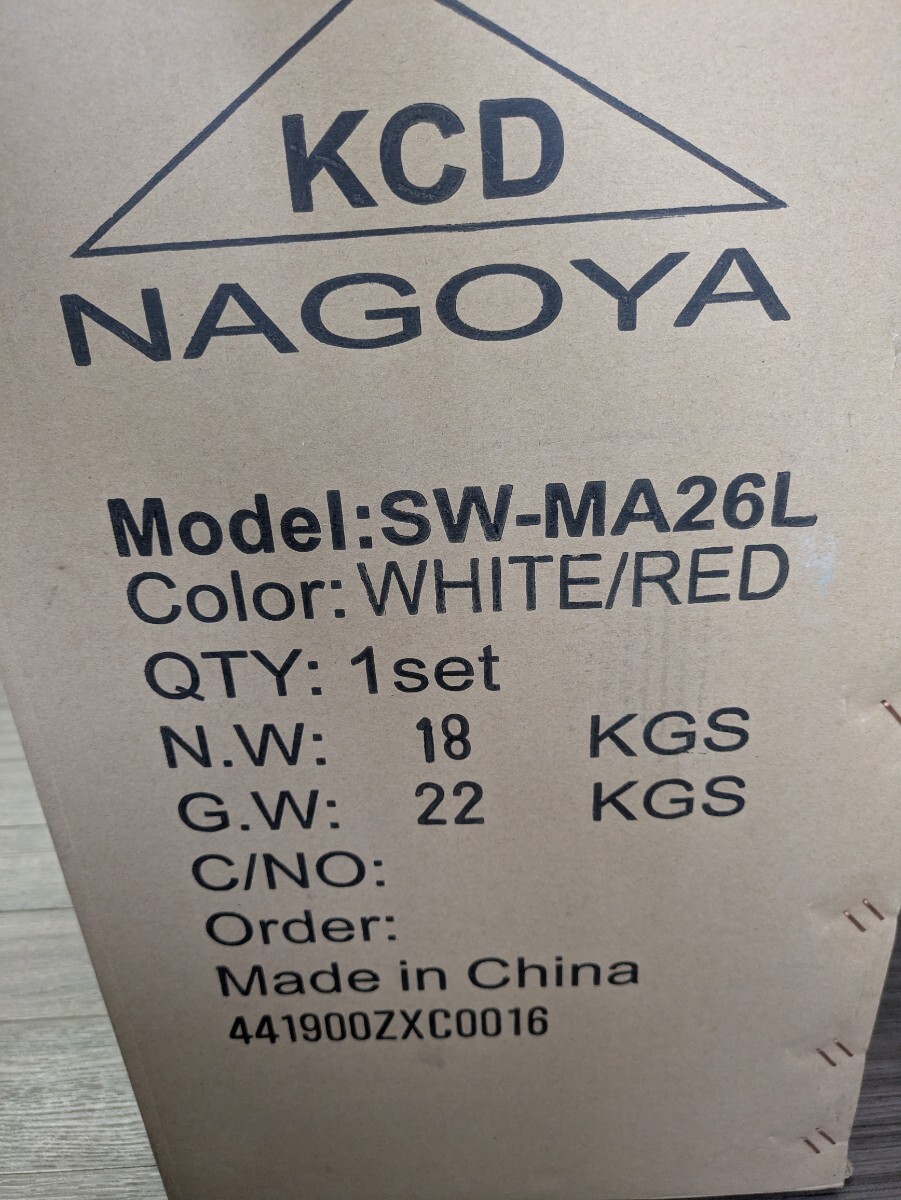 KCD
NAGOYA
Model:SW-MA26L
Color:WHITE/RED
QTY: 1set
N.W: 18 KGS
G.W: 22 KGS
C/NO:
Order:
Made in China
441900ZXC0016